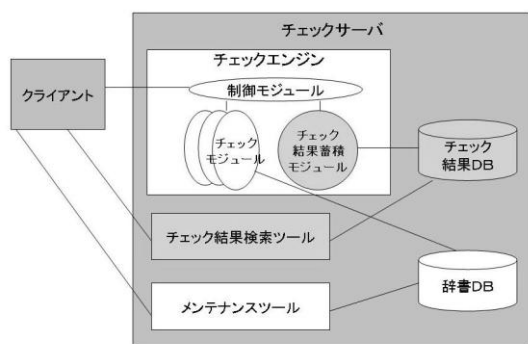 チェックサーバ
チェックエンジン
制御モジュール
クライアント
チェック
モジュール
チェック
結果蓄積
モジュール
チェック
結果DB
チェック結果検索ツール
メンテナンスツール
辞書DB